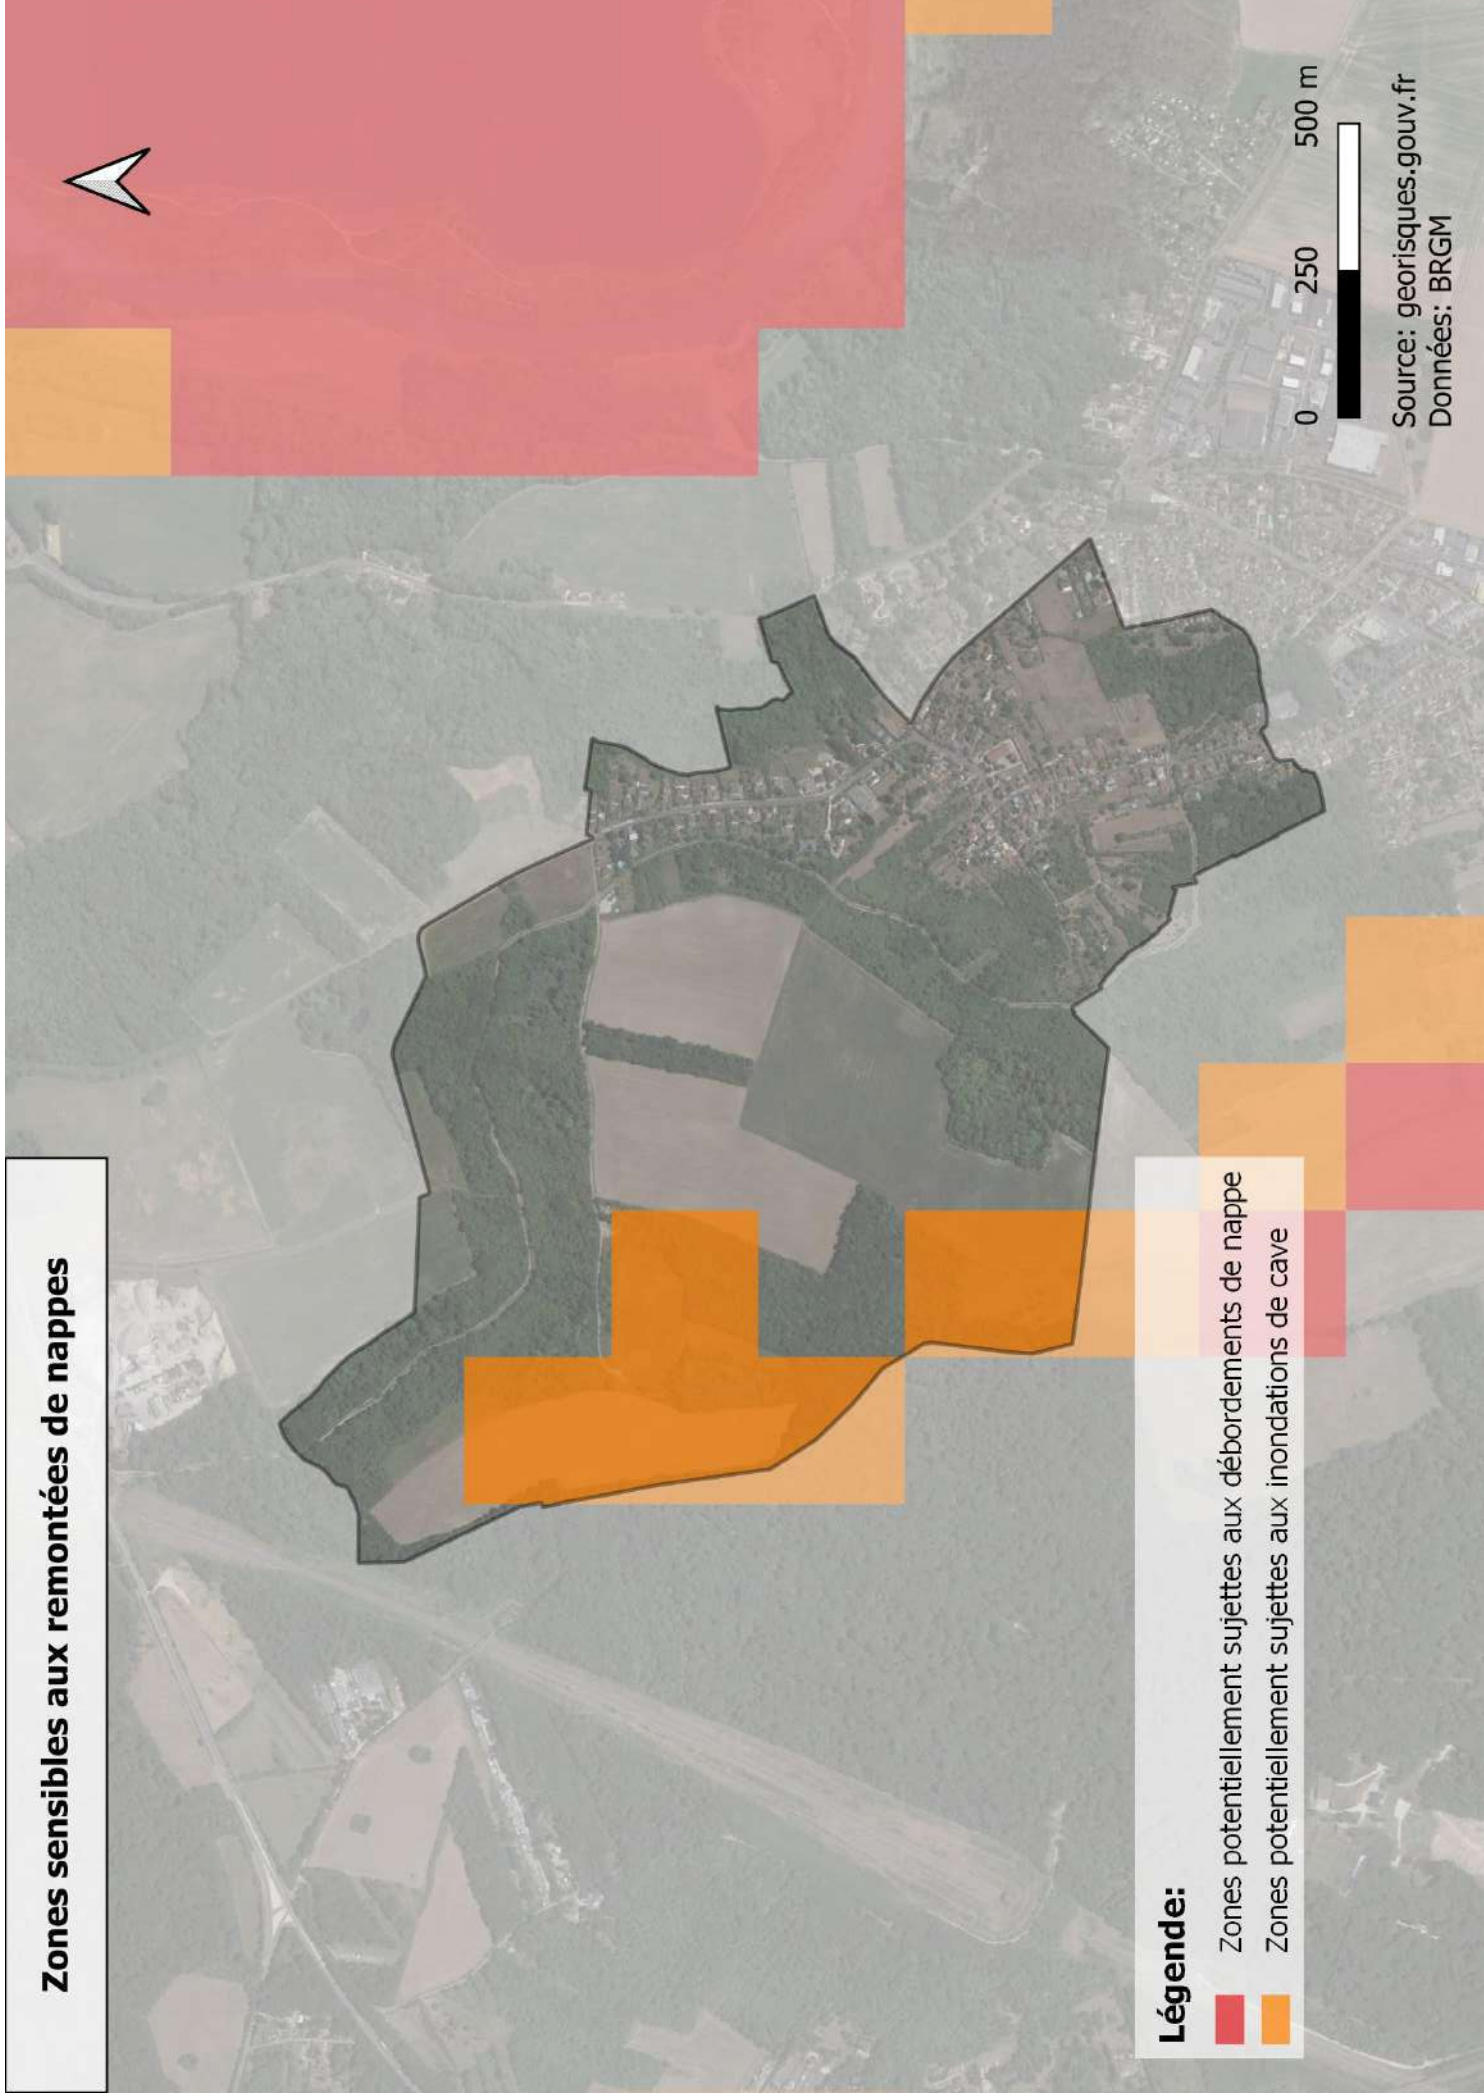 Zones sensibles aux remontées de nappes
Légende:
Zones potentiellement sujettes aux débordements de nappe
Zones potentiellement sujettes aux inondations de cave
0 250 500 m
Source: georisques.gouv.fr
Données: BRGM